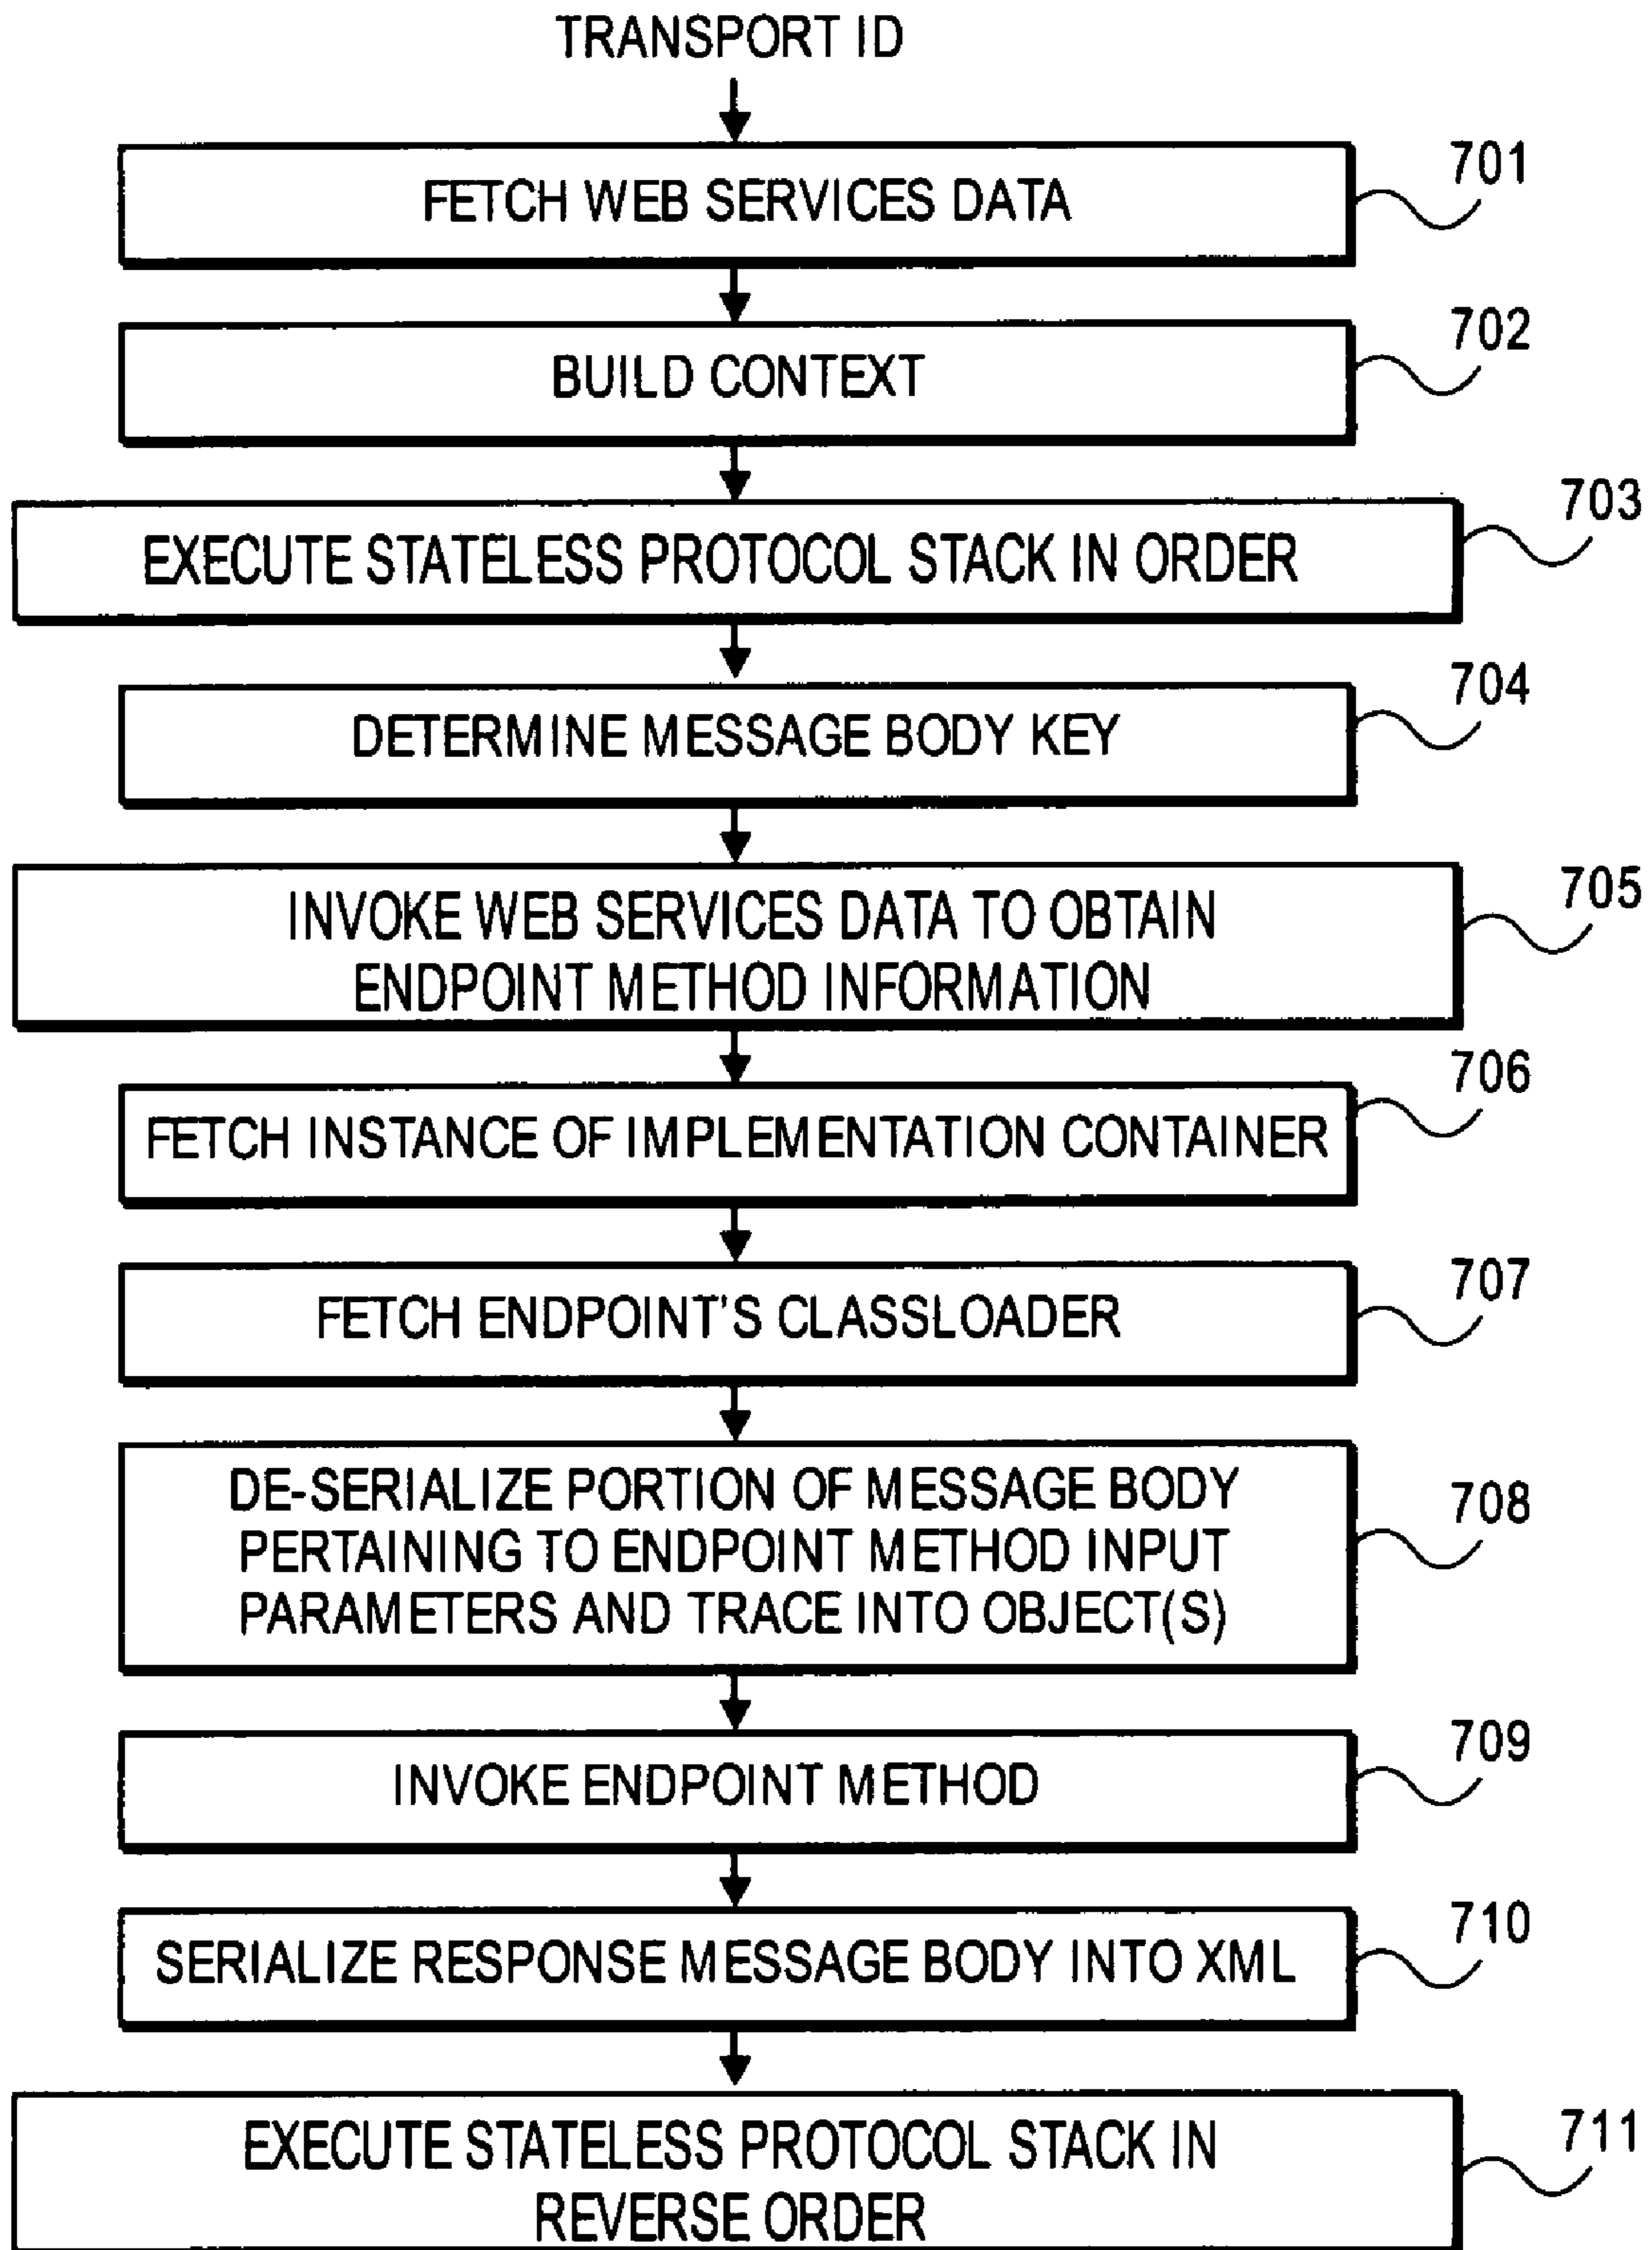 TRANSPORT ID
FETCH WEB SERVICES DATA
701
BUILD CONTEXT
702
EXECUTE STATELESS PROTOCOL STACK IN ORDER
703
DETERMINE MESSAGE BODY KEY
704
INVOKE WEB SERVICES DATA TO OBTAIN
ENDPOINT METHOD INFORMATION
705
FETCH INSTANCE OF IMPLEMENTATION CONTAINER
706
FETCH ENDPOINT'S CLASSLOADER
707
DE-SERIALIZE PORTION OF MESSAGE BODY
PERTAINING TO ENDPOINT METHOD INPUT
PARAMETERS AND TRACE INTO OBJECT(S)
708
INVOKE ENDPOINT METHOD
709
SERIALIZE RESPONSE MESSAGE BODY INTO XML
710
EXECUTE STATELESS PROTOCOL STACK IN
REVERSE ORDER
711